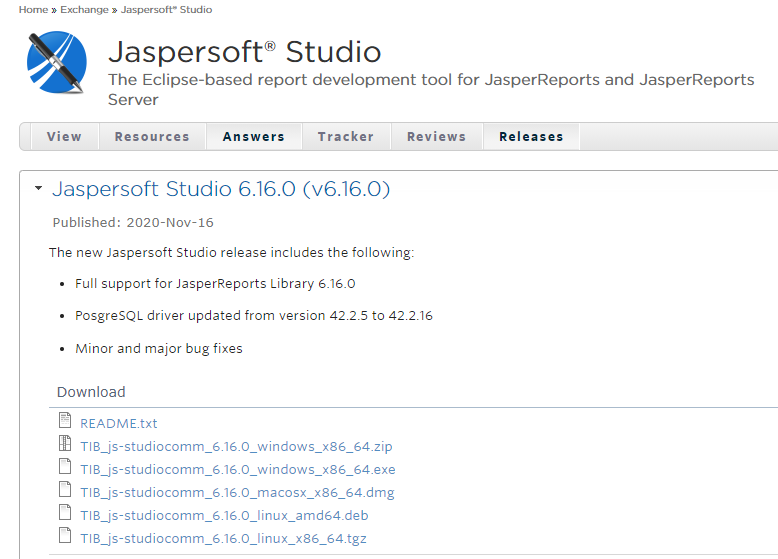 Home » Exchange » Jaspersoft® Studio
Jaspersoft® Studio
The Eclipse-based report development tool for JasperReports and JasperReports
Server
View Resources Answers Tracker Reviews Releases
Jaspersoft Studio 6.16.0 (v6.16.0)
Published: 2020-Nov-16
The new Jaspersoft Studio release includes the following:
• Full support for JasperReports Library 6.16.0
• PosgreSQL driver updated from version 42.2.5 to 42.2.16
• Minor and major bug fixes
Download
README.txt
TIB_js-studiocomm_6.16.0_windows_x86_64.zip
TIB_js-studiocomm_6.16.0_windows_x86_64.exe
TIB_js-studiocomm_6.16.0_macosx_x86_64.dmg
TIB_js-studiocomm_6.16.0_linux_amd64.deb
TIB_js-studiocomm_6.16.0_linux_x86_64.tgz